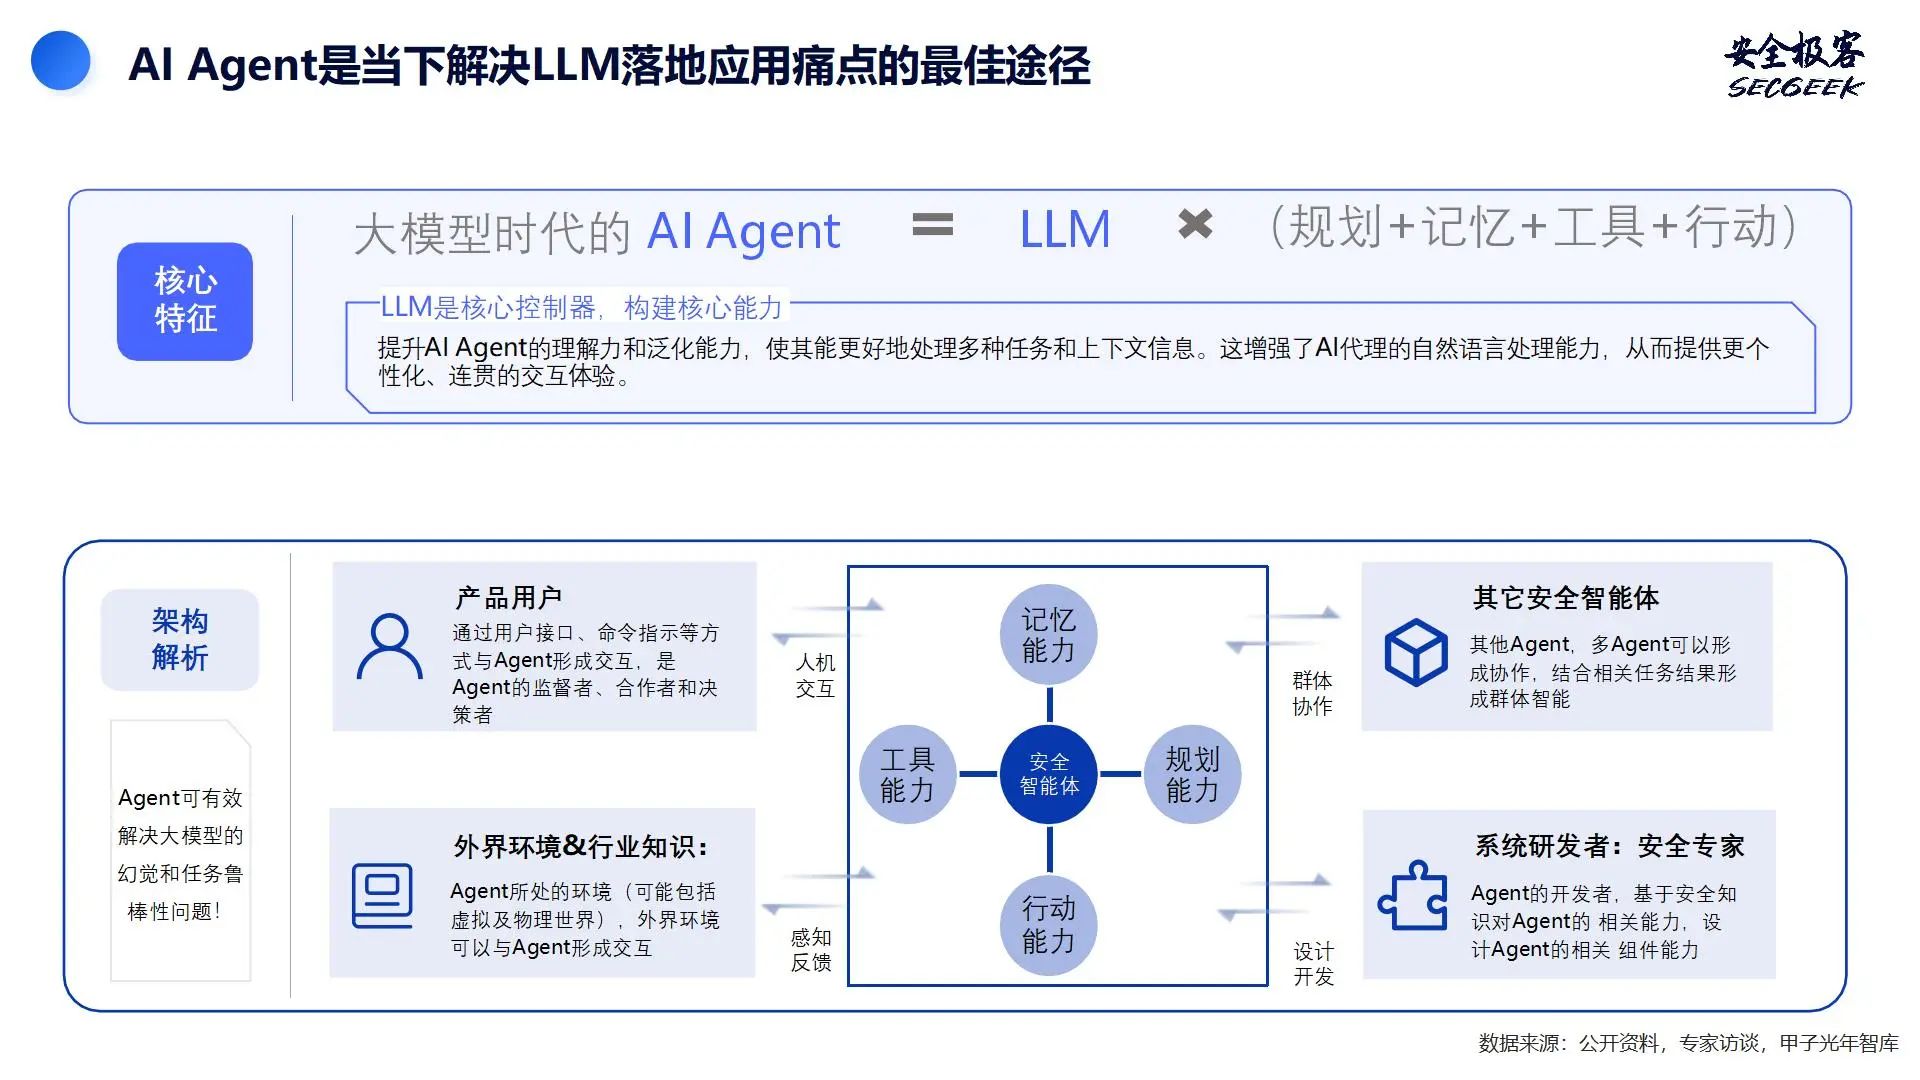 AI Agent是当下解决LLM落地应用痛点的最佳途径
安全极客
SECGEEK
核心
特征
大模型时代的 AI Agent = LLM × （规划+记忆+工具+行动）
LLM是核心控制器，构建核心能力
提升AI Agent的理解力和泛化能力，使其能更好地处理多种任务和上下文信息。这增强了AI代理的自然语言处理能力，从而提供更个
性化、连贯的交互体验。
架构
解析
Agent可有效
解决大模型的
幻觉和任务鲁
棒性问题！
产品用户
通过用户接口、命令指示等方
式与Agent形成交互，是
Agent的监督者、合作者和决
策者
外界环境&行业知识：
Agent所处的环境（可能包括
虚拟及物理世界），外界环境
可以与Agent形成交互
人机
交互
感知
反馈
记忆
能力
工具
能力
安全
智能体
规划
能力
行动
能力
群体
协作
设计
开发
其它安全智能体
其他Agent，多Agent可以形
成协作，结合相关任务结果形
成群体智能
系统研发者：安全专家
Agent的开发者，基于安全知
识对Agent的 相关能力，设
计Agent的相关 组件能力
数据来源：公开资料，专家访谈，甲子光年智库